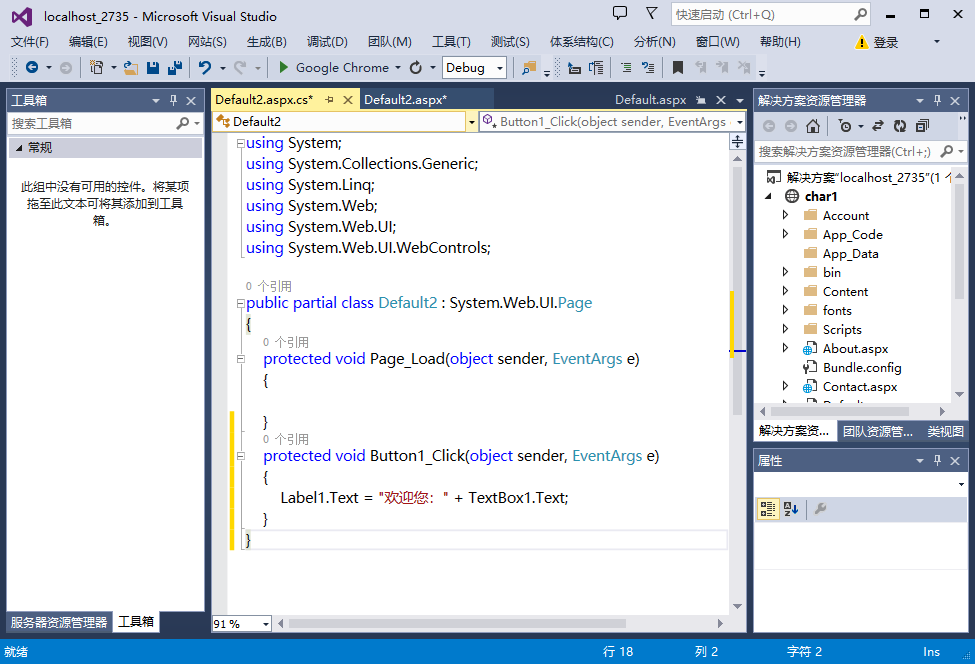 localhost_2735 - Microsoft Visual Studio
快速启动 (Ctrl+Q)
文件(F) 编辑(E) 视图(V) 网站(S) 生成(B) 调试(D) 团队(M) 工具(T) 测试(S) 体系结构(C) 分析(N) 窗口(W) 帮助(H) 登录
Google Chrome Debug
工具箱
搜索工具箱
常规
此组中没有可用的控件。将某项
拖至此文本可将其添加到工具
箱。
服务器资源管理器 工具箱
Default2.aspx.cs* Default2.aspx* Default.aspx
Default2 Button1_Click(object sender, EventArgs
using System;
using System.Collections.Generic;
using System.Linq;
using System.Web;
using System.Web.UI;
using System.Web.UI.WebControls;
0 个引用
public partial class Default2 : System.Web.UI.Page
{
0 个引用
protected void Page_Load(object sender, EventArgs e)
{
}
0 个引用
protected void Button1_Click(object sender, EventArgs e)
{
Label1.Text = "欢迎您：" + TextBox1.Text;
}
}
91 %
解决方案资源管理器
搜索解决方案资源管理器(Ctrl+;)
解决方案"localhost_2735"(1 个
char1
Account
App_Code
App_Data
bin
Content
fonts
Scripts
About.aspx
Bundle.config
Contact.aspx
解决方案资... 团队资源管... 类视图
属性
就绪 行 18 列 2 字符 2 Ins